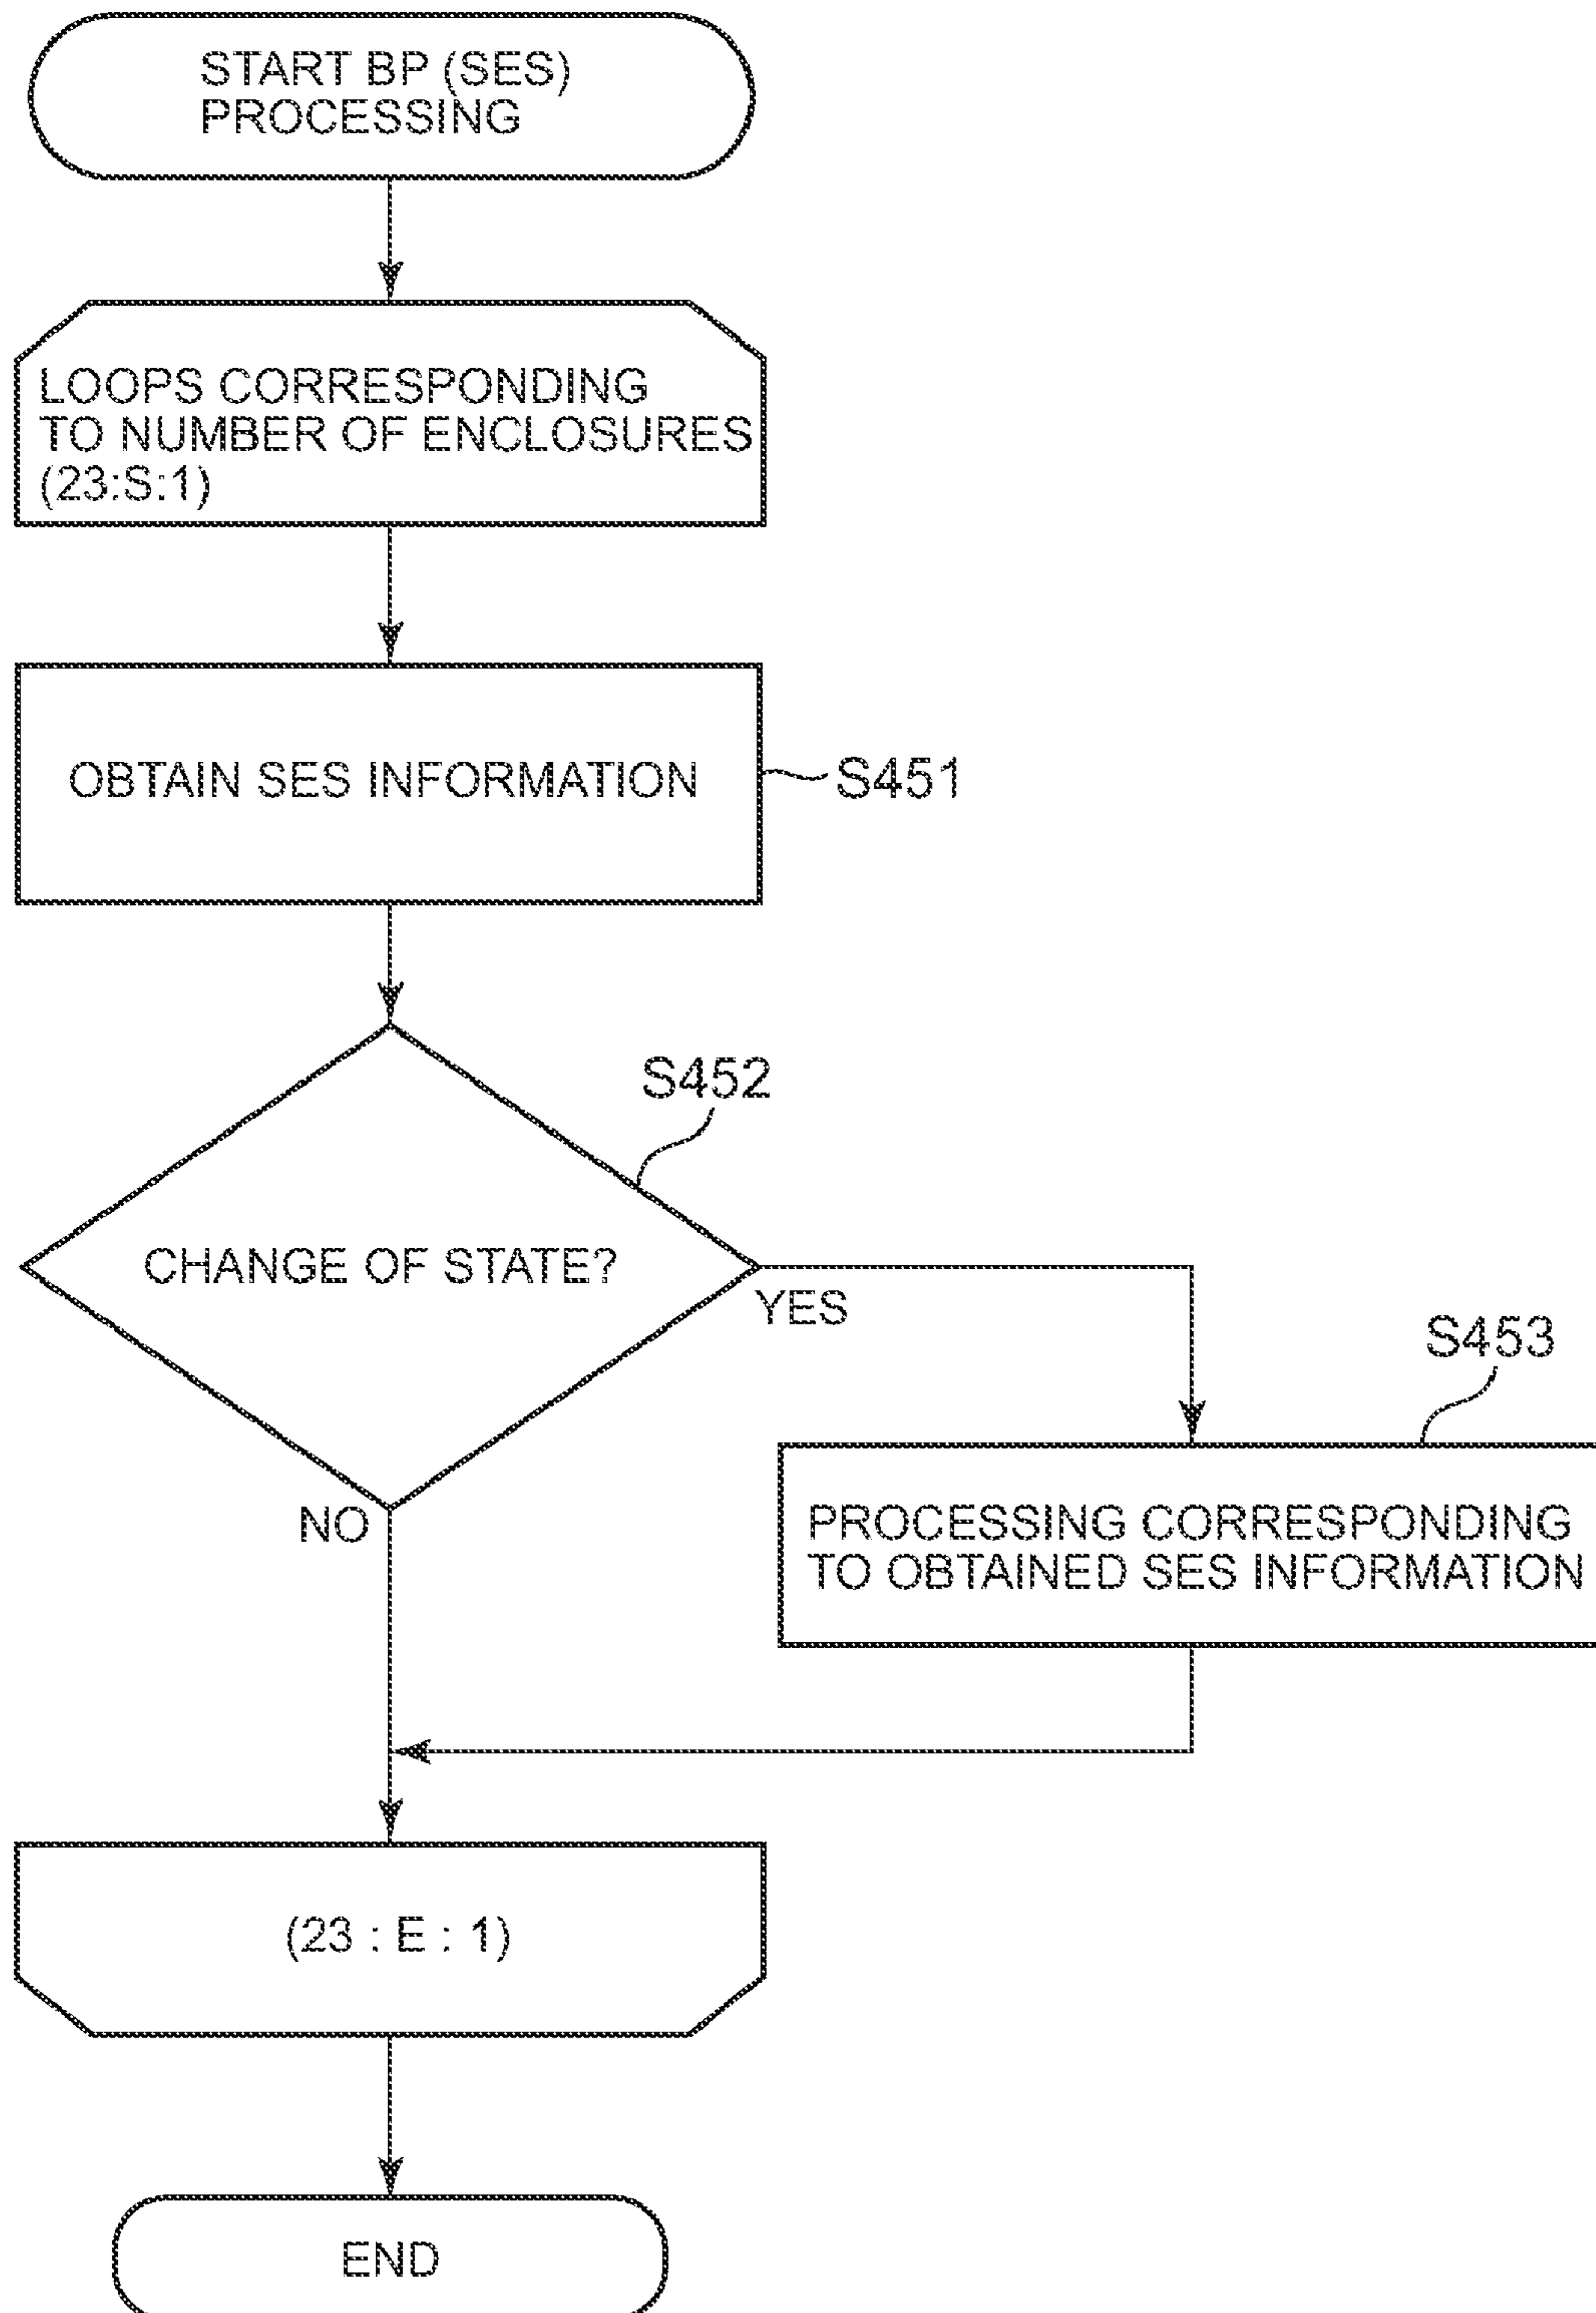 START BP (SES)
PROCESSING
LOOPS CORRESPONDING
TO NUMBER OF ENCLOSURES
(23:S:1)
OBTAIN SES INFORMATION
S451
S452
CHANGE OF STATE?
YES
S453
NO
PROCESSING CORRESPONDING
TO OBTAINED SES INFORMATION
(23 : E : 1)
END